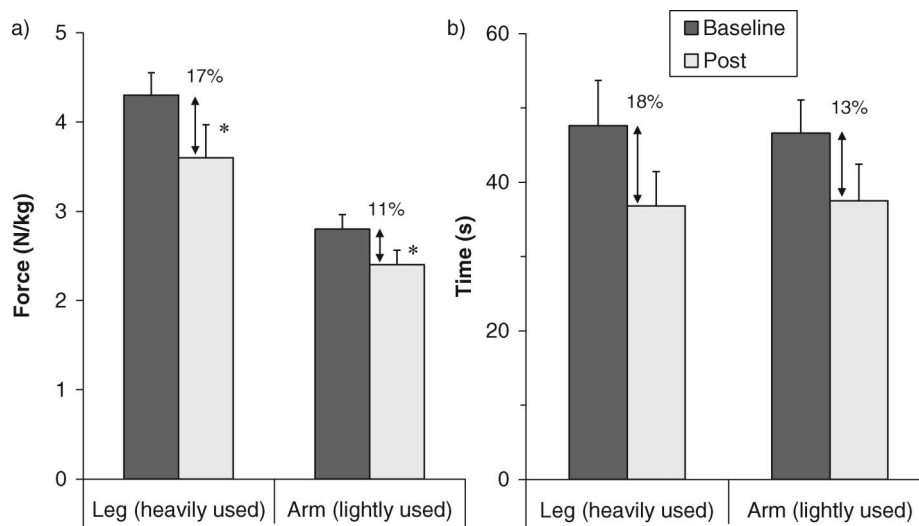 a)
5
4
3
2
1
0
Force (N/kg)
17%
*
11%
*
Leg (heavily used)
Arm (lightly used)
b)
Baseline
Post
60
40
20
0
Time (s)
18%
13%
Leg (heavily used)
Arm (lightly used)